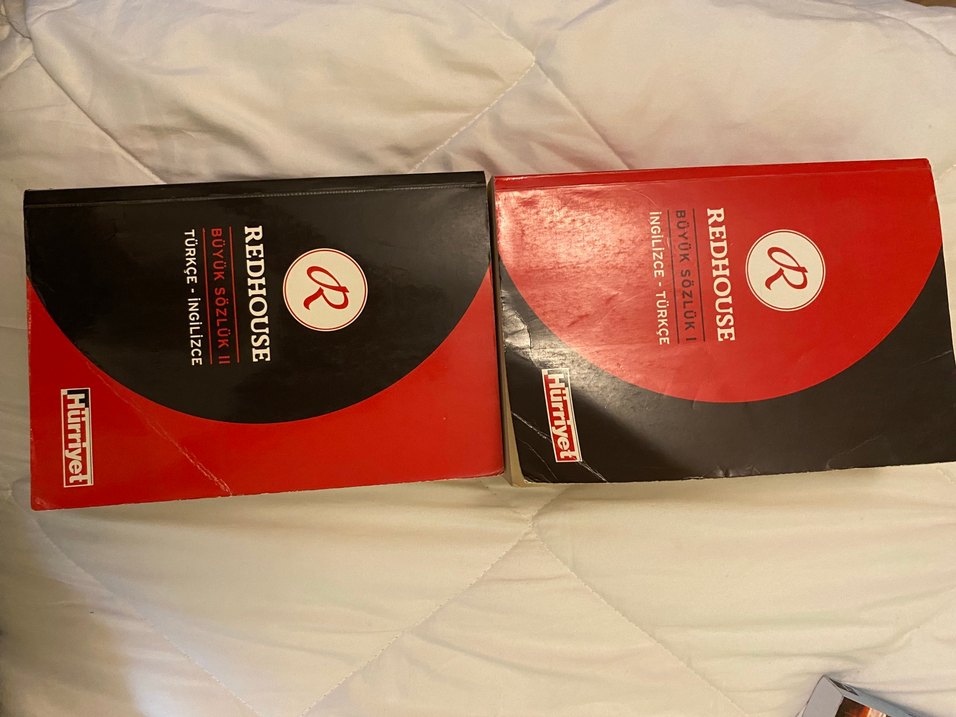 R
REDHOUSE
BÜYÜK SÖZLÜK II
TÜRKÇE - İNGİLİZCE
Hürriyet
R
REDHOUSE
BÜYÜK SÖZLÜK I
İNGİLİZCE - TÜRKÇE
Hürriyet